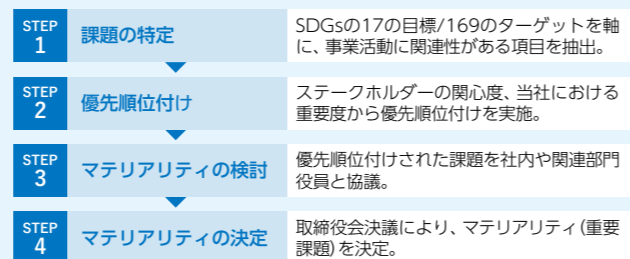 STEP
1
課題の特定
SDGsの17の目標/169のターゲットを軸
に、事業活動に関連性がある項目を抽出。
STEP
2
優先順位付け
ステークホルダーの関心度、当社における
重要度から優先順位付けを実施。
STEP
3
マテリアリティの検討
優先順位付けされた課題を社内や関連部門
役員と協議。
STEP
4
マテリアリティの決定
取締役会決議により、マテリアリティ(重要
課題)を決定。